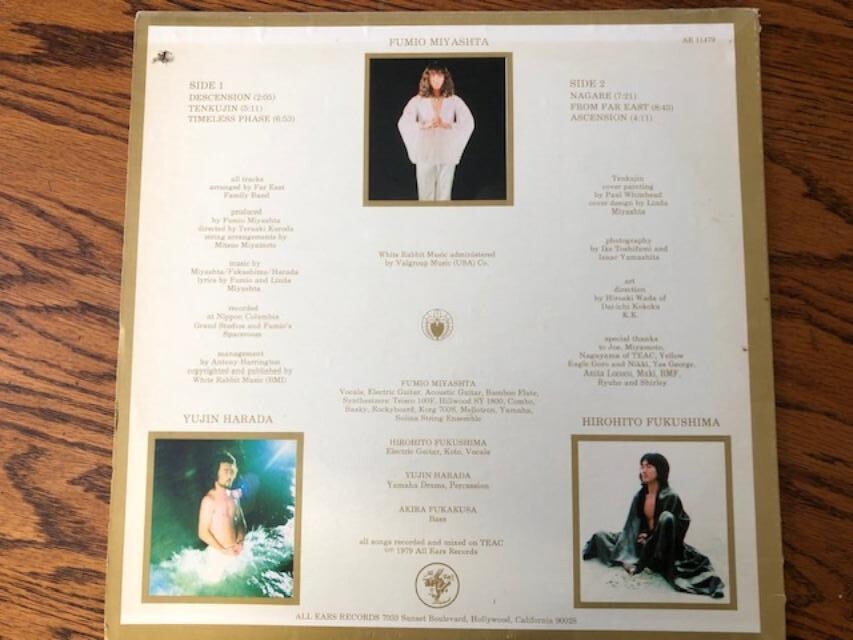 FUMIO MIYASHTA
AE 11479
SIDE 1
DESCENSION (2:05)
TENKUJIN (5:11)
TIMELESS PHASE (6:53)
SIDE 2
NAGARE (7:21)
FROM FAR EAST (8:43)
ASCENSION (4:11)
all tracks
arranged by Far East
Family Band
produced
by Fumio Miyashta
directed by Teruaki Kuroda
string arrangements by
Mitsuo Miyamoto
music by
Miyashta/Fukushima/Harada
lyrics by Fumio and Linda
Miyashta
recorded
at Nippon Columbia
Grand Studios and Fumio's
Spaceroom
management
by Antony Harrington
copyrighted and published by
White Rabbit Music (BMI)
White Rabbit Music administered
by Valgroup Music (USA) Co.
Tenkujin
cover painting
by Paul Whitehead
cover design by Linda
Miyashta
photography
by Ike Toshifumi and
Isaac Yamashita
art
direction
by Hiroaki Wada of
Dai-ichi Kokoku
K.K.
special thanks
to Joe, Miyamoto,
Nagayama of TEAC, Yellow
Eagle Goro and Nikki, Yes George,
Anita Maki, BMF,
Ryuho and Shirley
FUMIO MIYASHTA
Vocals, Electric Guitar, Acoustic Guitar, Bamboo Flute,
Synthesizers: Teisco 100F, Hillwood SY 1800, Combo,
Basky, Rockyboard, Korg 700S, Mellotron, Yamaha,
Solina String Ensemble
HIROHITO FUKUSHIMA
Electric Guitar, Koto, Vocals
YUJIN HARADA
Yamaha Drums, Percussion
AKIRA FUKAKUSA
Bass
all songs recorded and mixed on TEAC
1979 All Ears Records
YUJIN HARADA
HIROHITO FUKUSHIMA
ALL EARS RECORDS 7033 Sunset Boulevard, Hollywood, California 90028